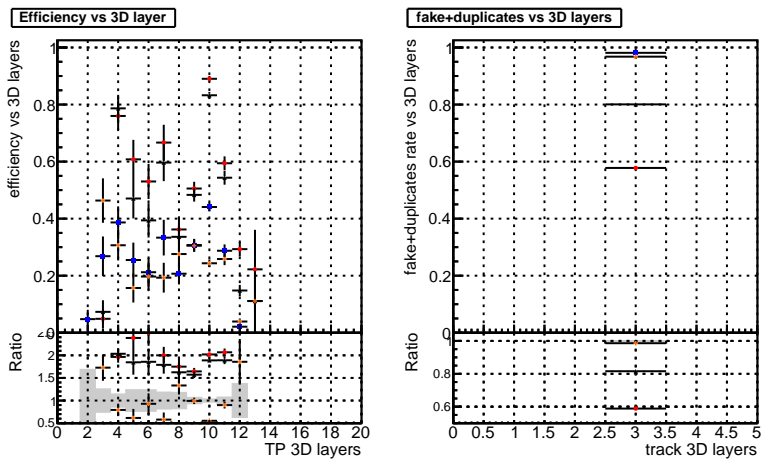 Efficiency vs 3D layer
fake+duplicates vs 3D layers
efficiency vs 3D layers
1
0.8
0.6
0.4
0.2
0
Ratio
2
1.5
1
0.5
0 2 4 6 8 10 12 14 16 18 20
TP 3D layers
fake+duplicates rate vs 3D layers
1
0.8
0.6
0.4
0.2
0
Ratio
1
0.8
0.6
0 0.5 1 1.5 2 2.5 3 3.5 4 4.5 5
track 3D layers